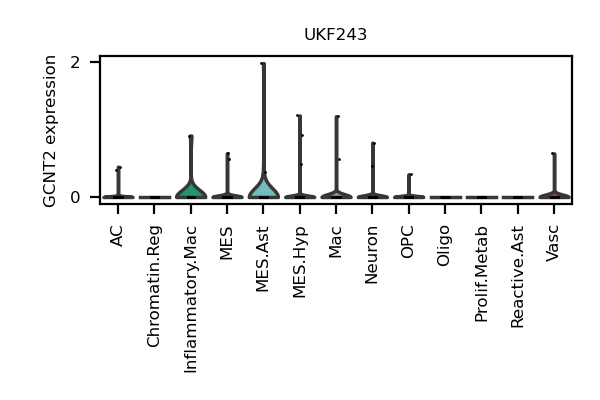 UKF243
GCNT2 expression
2
0
AC
Chromatin.Reg
Inflammatory.Mac
MES
MES.Ast
MES.Hyp
Mac
Neuron
OPC
Oligo
Prolif.Metab
Reactive.Ast
Vasc